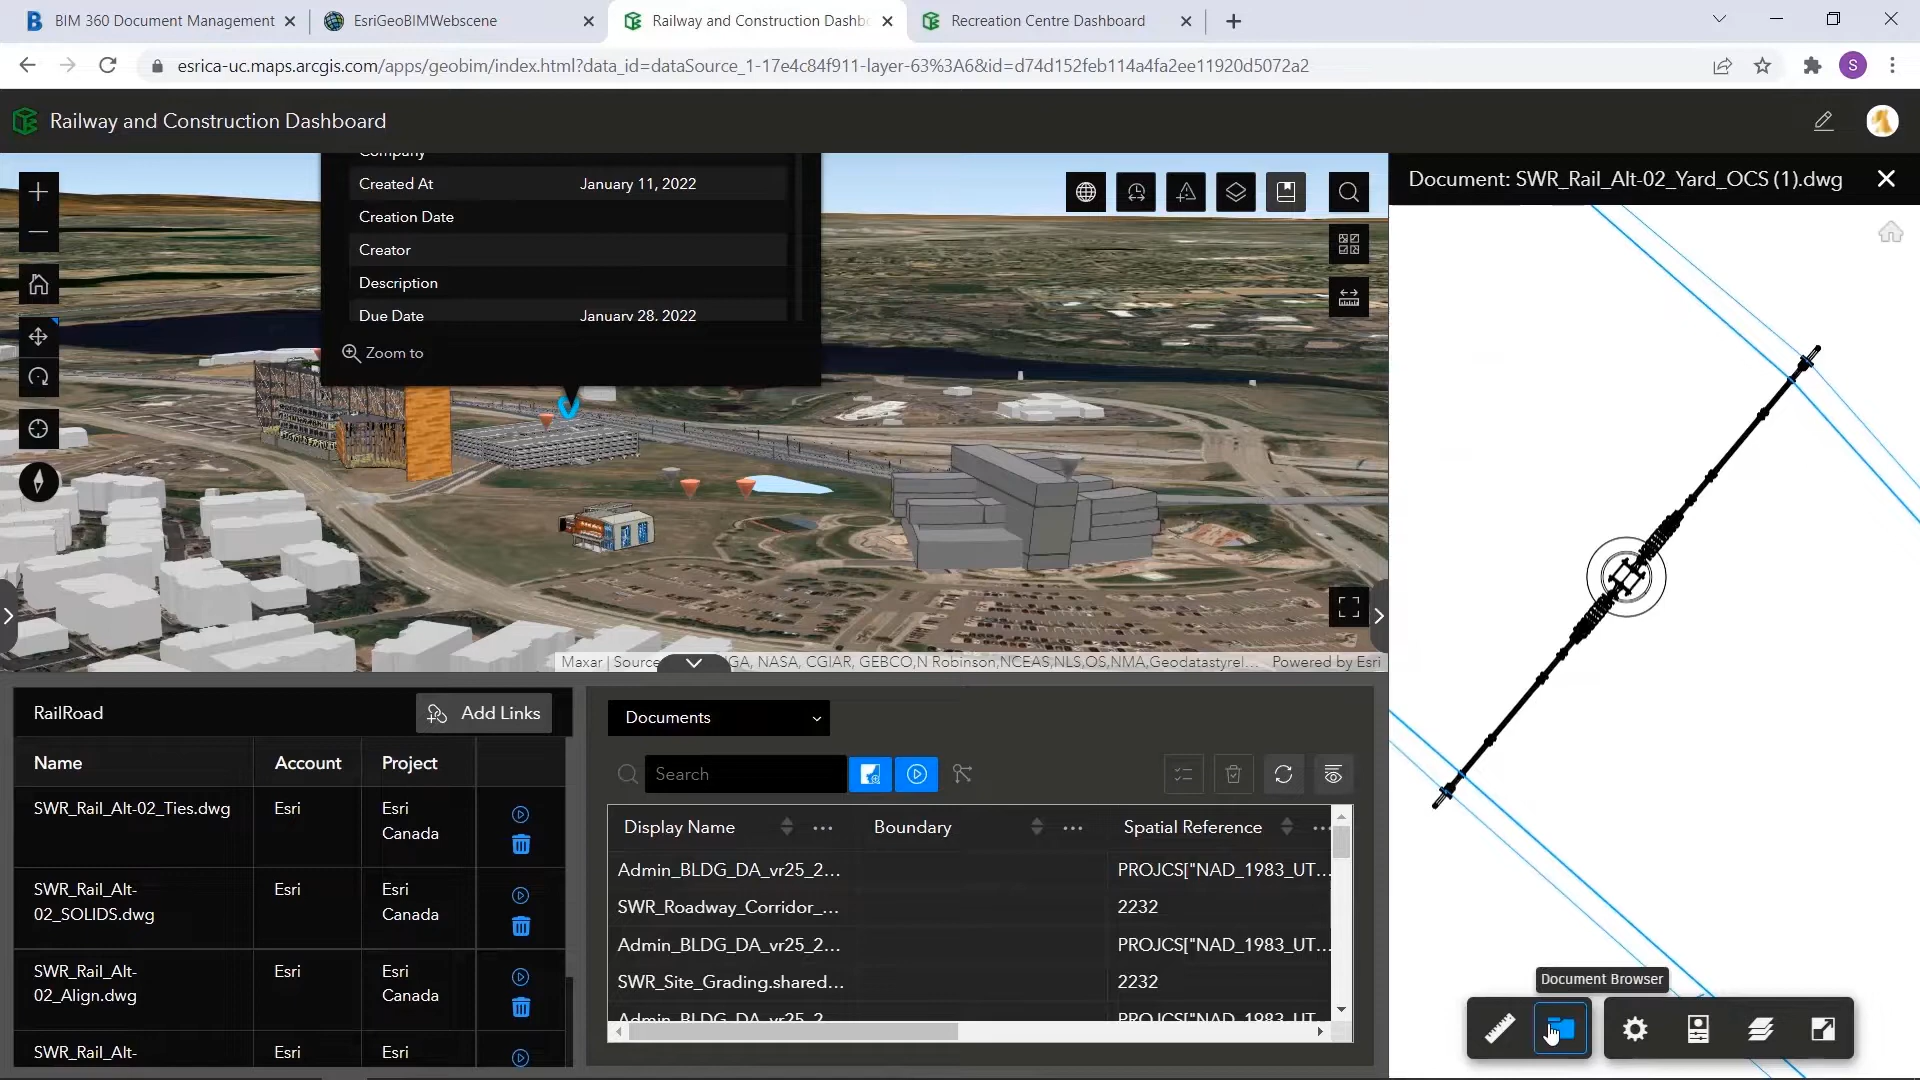 BIM 360 Document Management
EsriGeoBIMWebscene
Railway and Construction Dashb
Recreation Centre Dashboard
esrica-uc.maps.arcgis.com/apps/geobim/index.html?data_id=dataSource_1-17e4c84f911-layer-63%3A6&id=d74d152feb114a4fa2ee11920d5072a2
S
Railway and Construction Dashboard
Company
Created At January 11, 2022
Creation Date
Creator
Description
Due Date January 28, 2022
Zoom to
Document: SWR_Rail_Alt-02_Yard_OCS (1).dwg
Maxar | Source
GA, NASA, CGIAR, GEBCO,N Robinson,NCEAS,NLS,OS,NMA,Geodatastyrel...
Powered by Esri
RailRoad
Add Links
Name Account Project
SWR_Rail_Alt-02_Ties.dwg Esri Esri
Canada
SWR_Rail_Alt- Esri Esri
02_SOLIDS.dwg Canada
SWR_Rail_Alt- Esri Esri
02_Align.dwg Canada
SWR_Rail_Alt- Esri Esri
Documents
Search
Display Name ... Boundary ... Spatial Reference ...
Admin_BLDG_DA_vr25_2... PROJCS["NAD_1983_UT...
SWR_Roadway_Corridor_... 2232
Admin_BLDG_DA_vr25_2... PROJCS["NAD_1983_UT...
SWR_Site_Grading.shared... 2232
Admin_BLDG_DA_vr25_2... PROJCS["NAD_1983_UT...
Document Browser